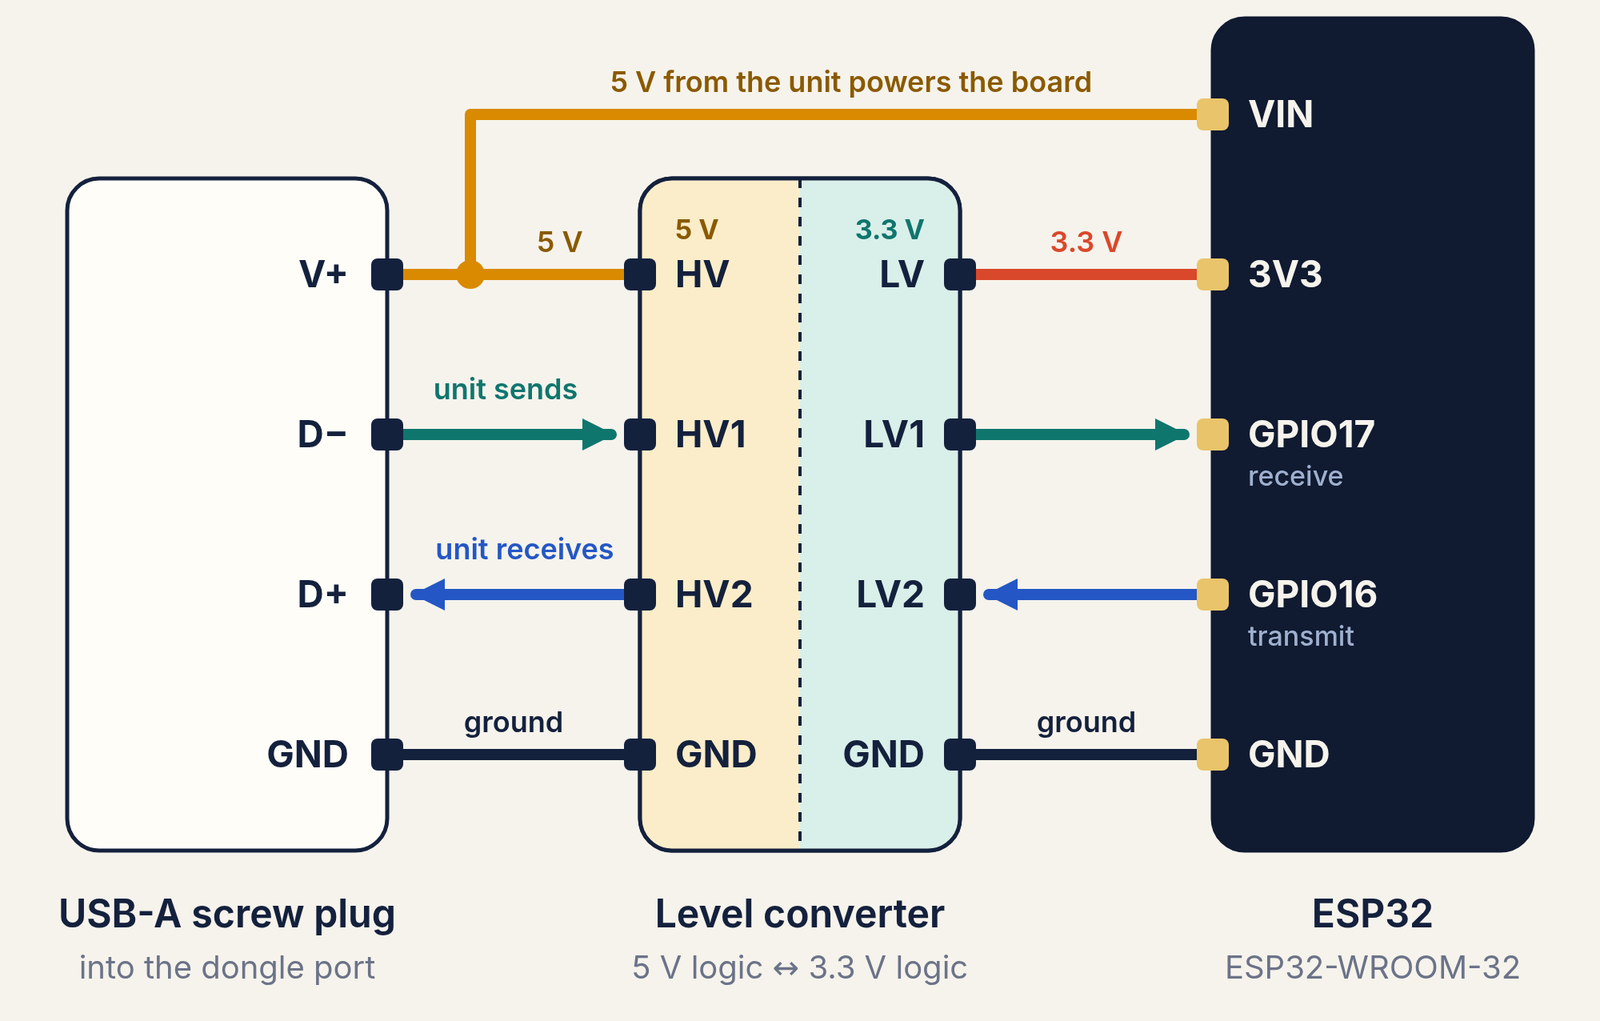 5 V from the unit powers the board
VIN
5 V
5 V
3.3 V
3.3 V
V+
HV
LV
3V3
unit sends
D−
HV1
LV1
GPIO17
receive
unit receives
D+
HV2
LV2
GPIO16
transmit
ground
ground
GND
GND
GND
GND
USB-A screw plug
Level converter
ESP32
into the dongle port
5 V logic ↔ 3.3 V logic
ESP32-WROOM-32